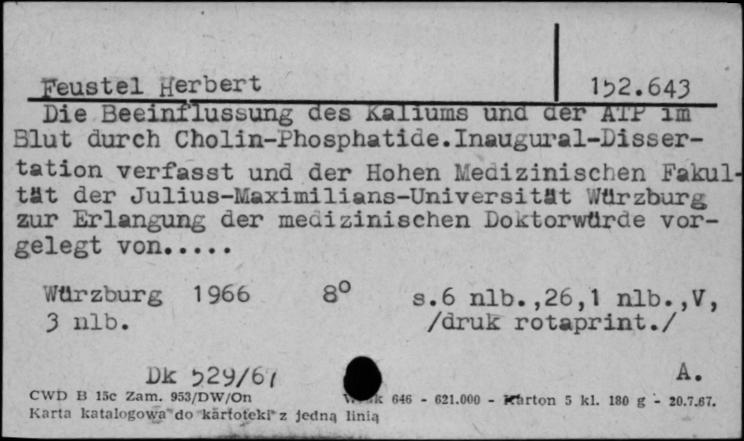 Feustel Herbert 152.643
Die Beeinflussung des Kaliums und der ATP im
Blut durch Cholin-Phosphatide.Inaugural-Disser-
tation verfasst und der Hohen Medizinischen Fakul-
tät der Julius-Maximilians-Universität Würzburg
zur Erlangung der medizinischen Doktorwürde vor-
gelegt von.....
Würzburg 1966 8° s.6 nlb.,26,1 nlb.,V,
3 nlb. /druk rotaprint./
Dk 529/67 A.
CWD B 15c Zam. 953/DW/On 646 - 621.000 - Karton 5 kl. 180 g - 20.7.67.
Karta katalogowa do kartoteki z jedną linią